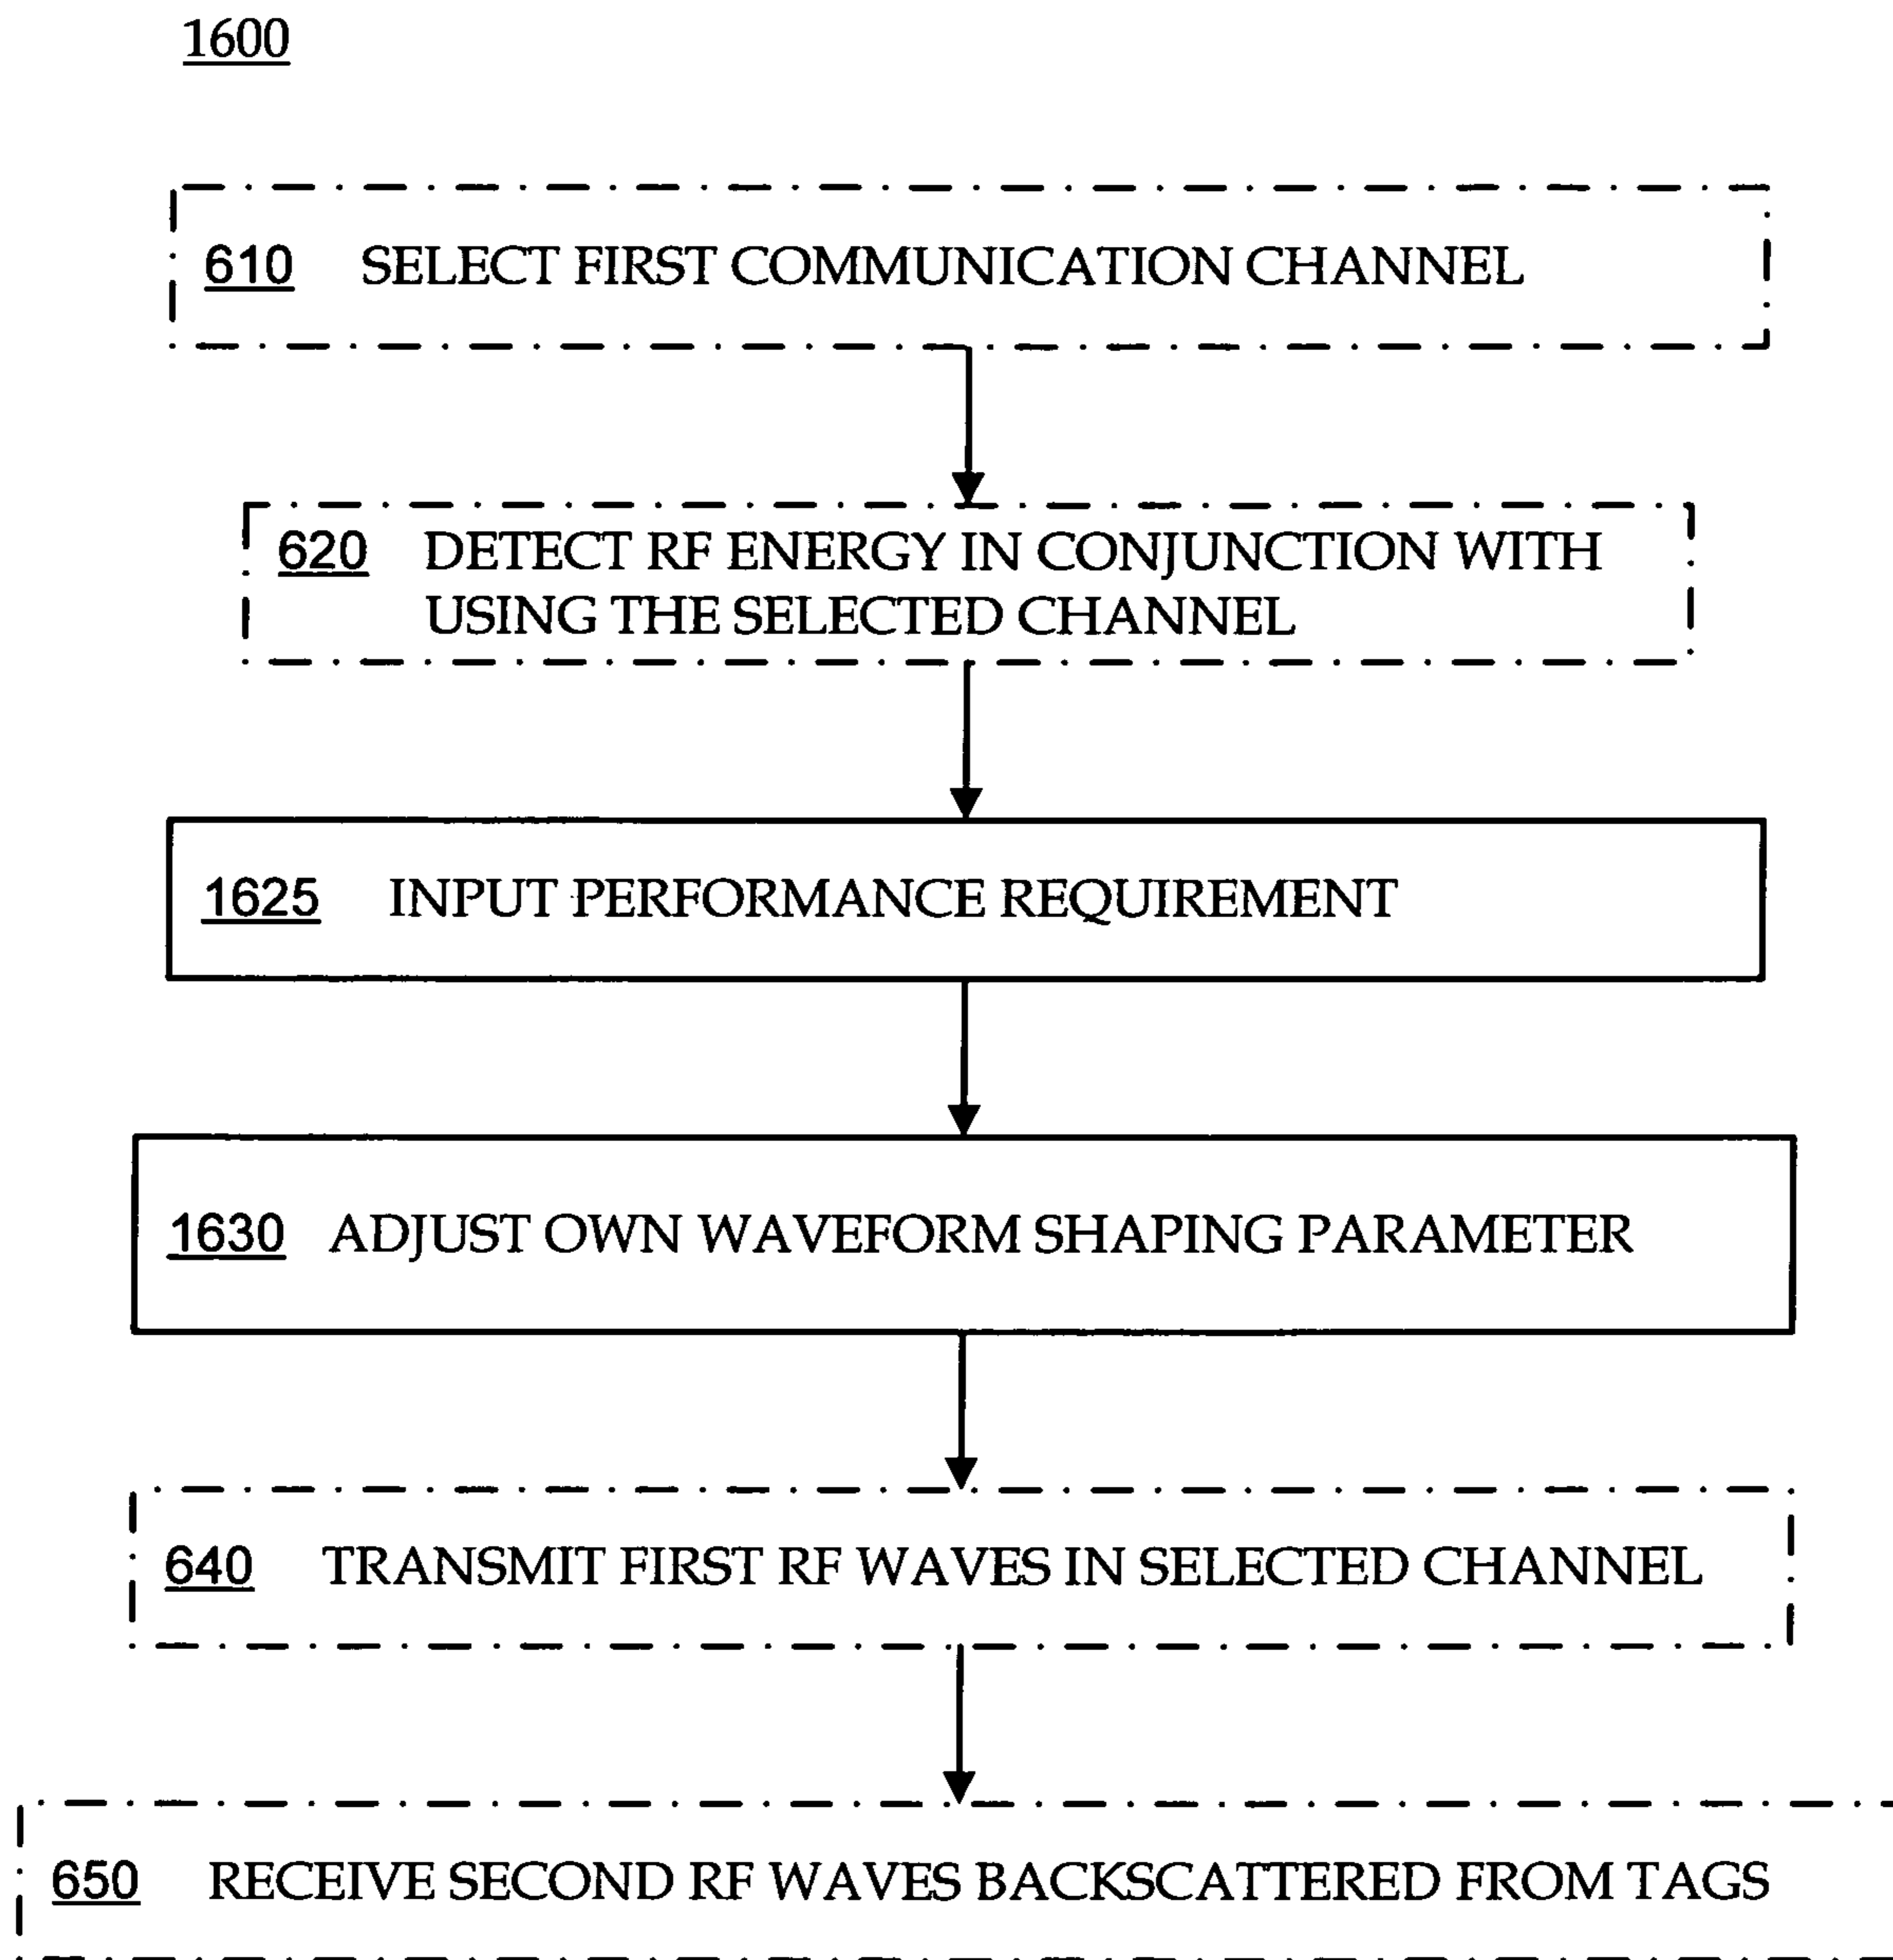 1600
610 SELECT FIRST COMMUNICATION CHANNEL
620 DETECT RF ENERGY IN CONJUNCTION WITH
USING THE SELECTED CHANNEL
1625 INPUT PERFORMANCE REQUIREMENT
1630 ADJUST OWN WAVEFORM SHAPING PARAMETER
640 TRANSMIT FIRST RF WAVES IN SELECTED CHANNEL
650 RECEIVE SECOND RF WAVES BACKSCATTERED FROM TAGS